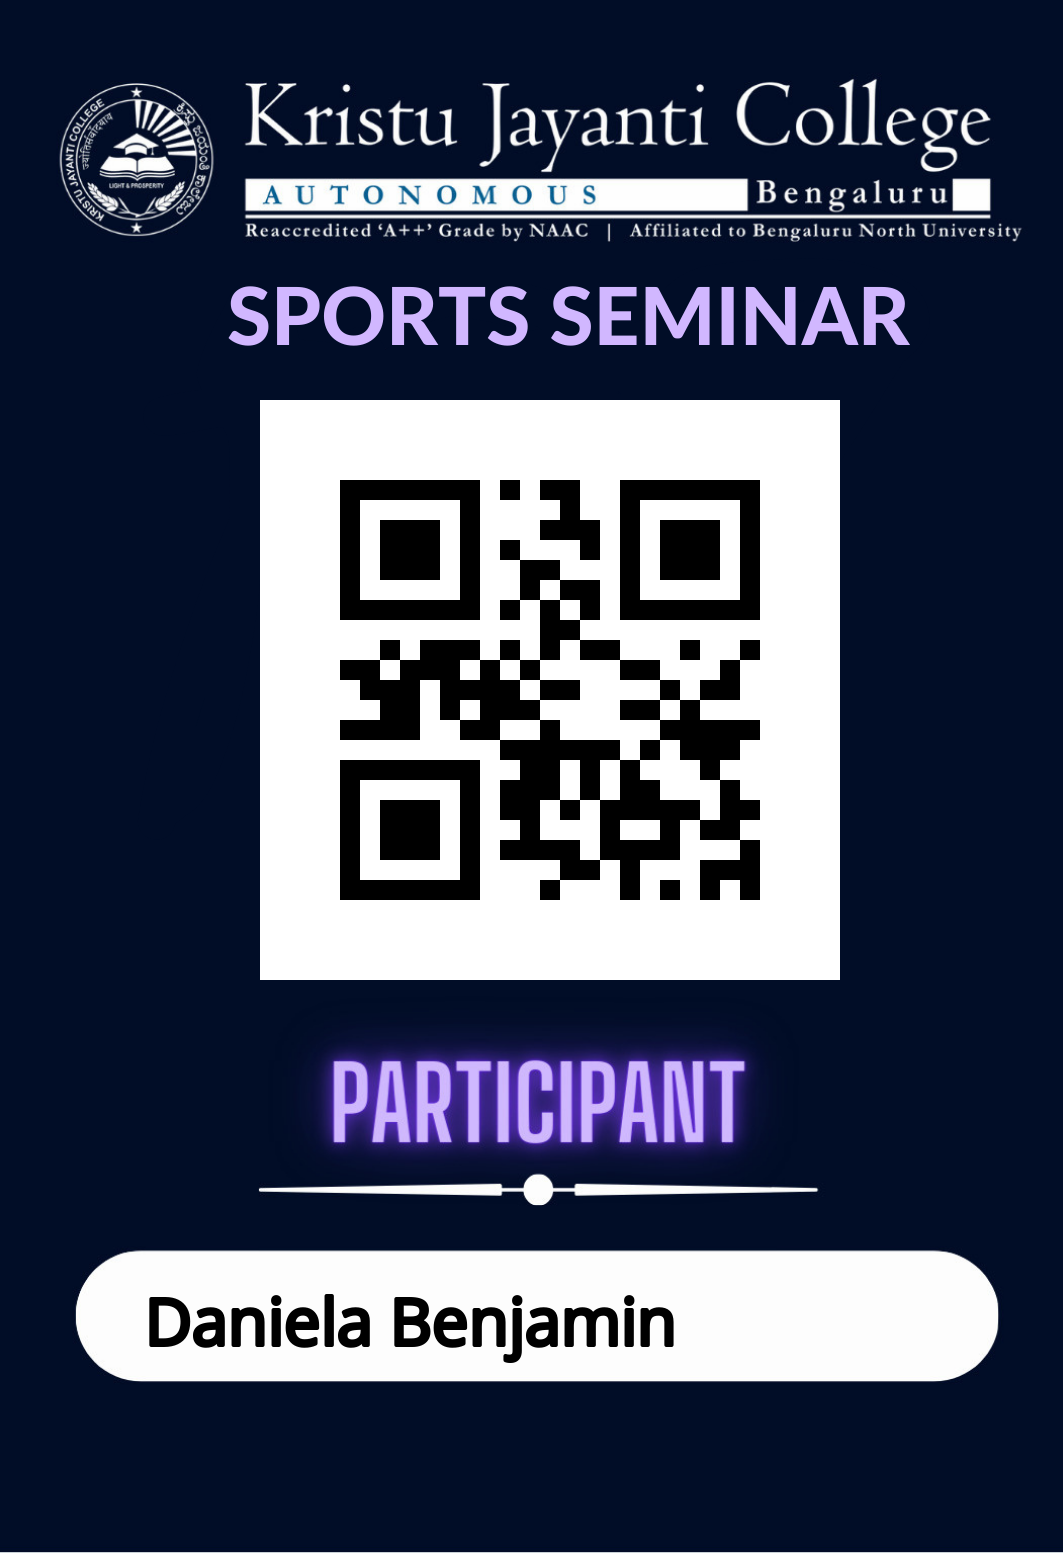 KRISTU JAYANTI COLLEGE
LIGHT & PROSPERITY
Kristu Jayanti College
AUTONOMOUS Bengaluru
Reaccredited ‘A++’ Grade by NAAC | Affiliated to Bengaluru North University
SPORTS SEMINAR
PARTICIPANT
Daniela Benjamin